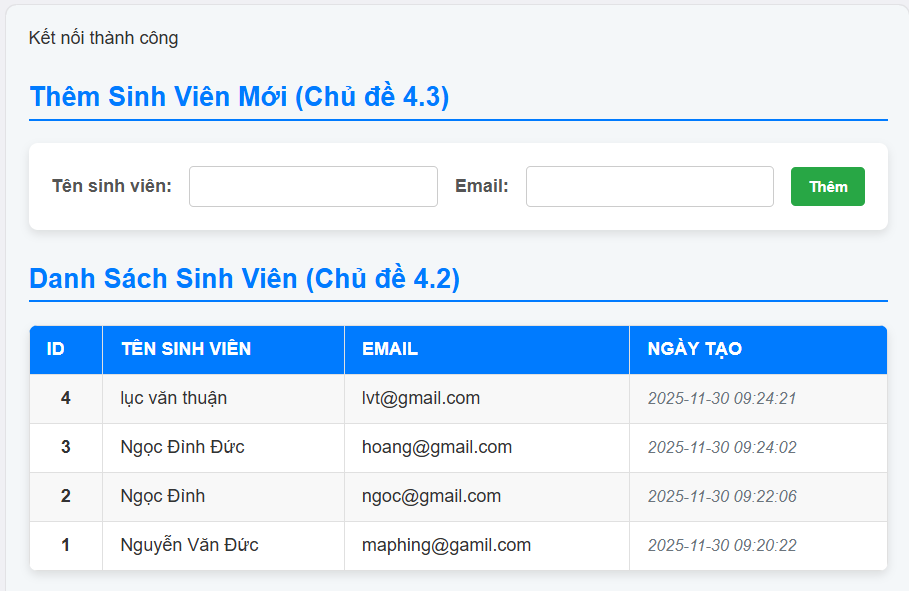 Kết nối thành công
Thêm Sinh Viên Mới (Chủ đề 4.3)
Tên sinh viên: Email: Thêm
Danh Sách Sinh Viên (Chủ đề 4.2)
ID TÊN SINH VIÊN EMAIL NGÀY TẠO
4 lục văn thuận lvt@gmail.com 2025-11-30 09:24:21
3 Ngọc Đình Đức hoang@gmail.com 2025-11-30 09:24:02
2 Ngọc Đình ngoc@gmail.com 2025-11-30 09:22:06
1 Nguyễn Văn Đức maphing@gamil.com 2025-11-30 09:20:22